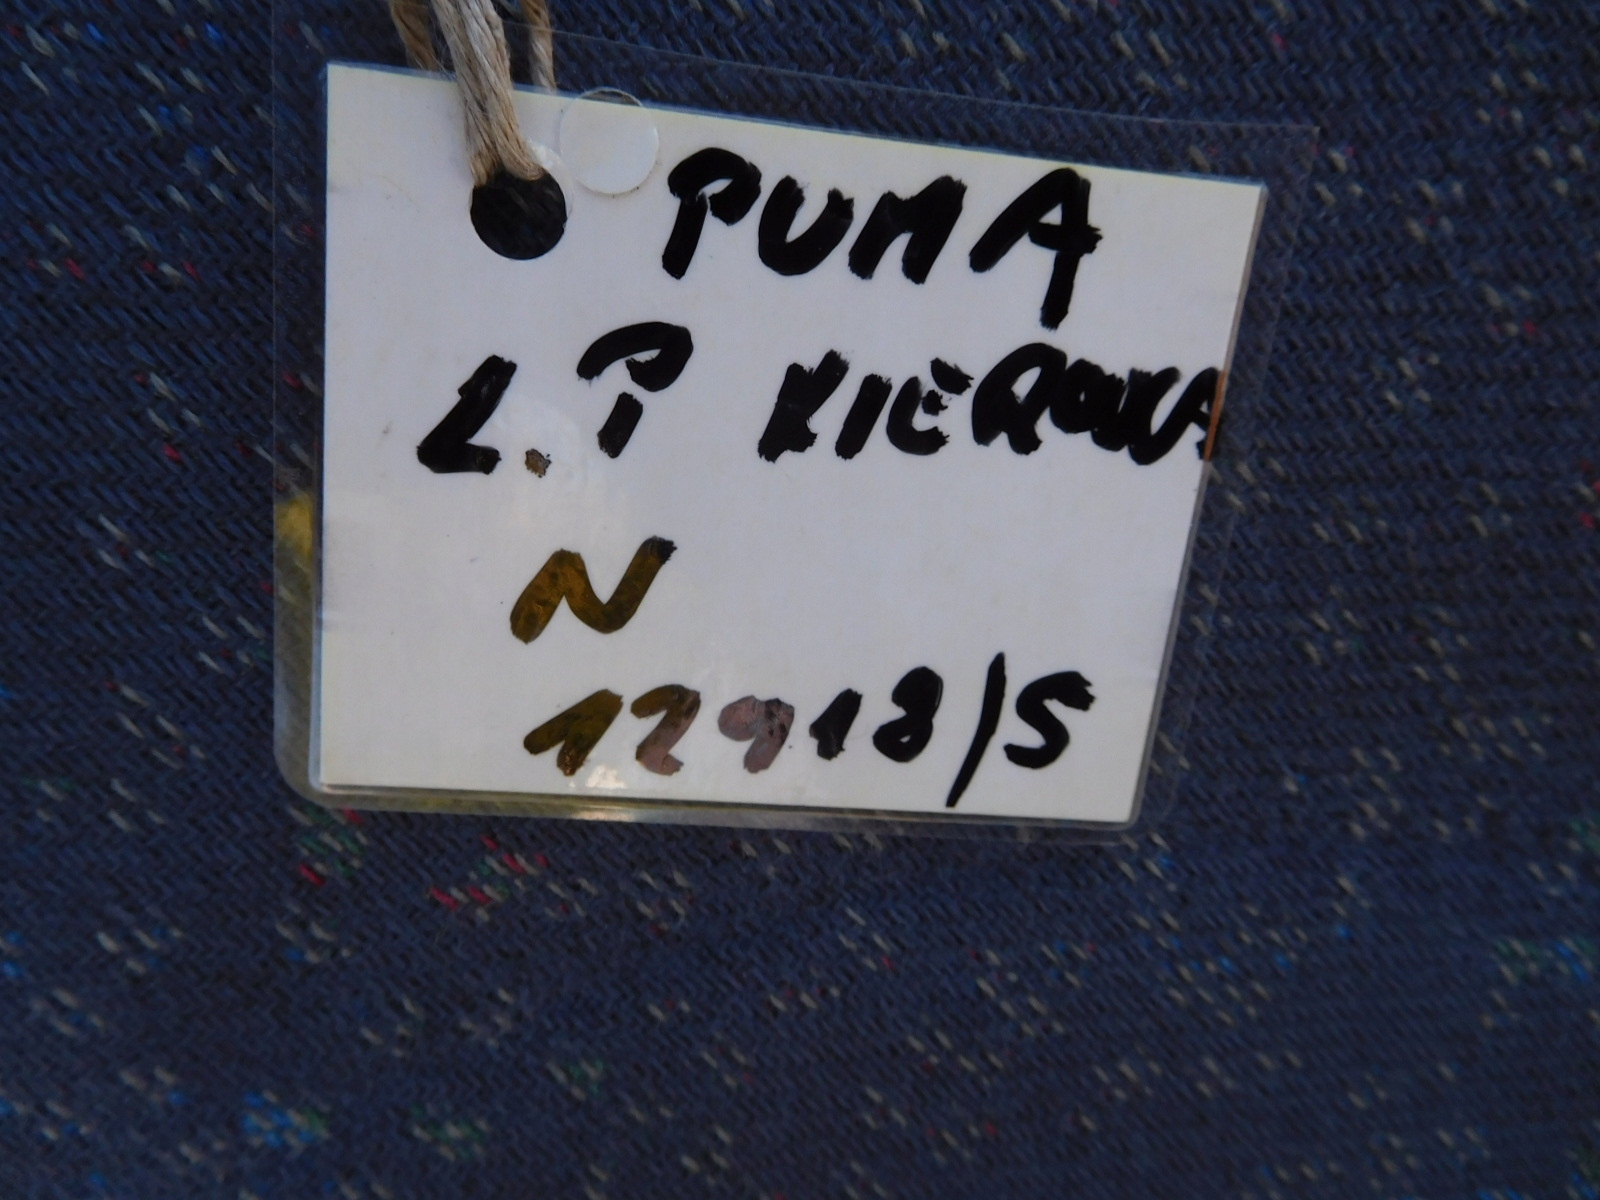 PUMA
L.P KIEROWCA
N
12918/S